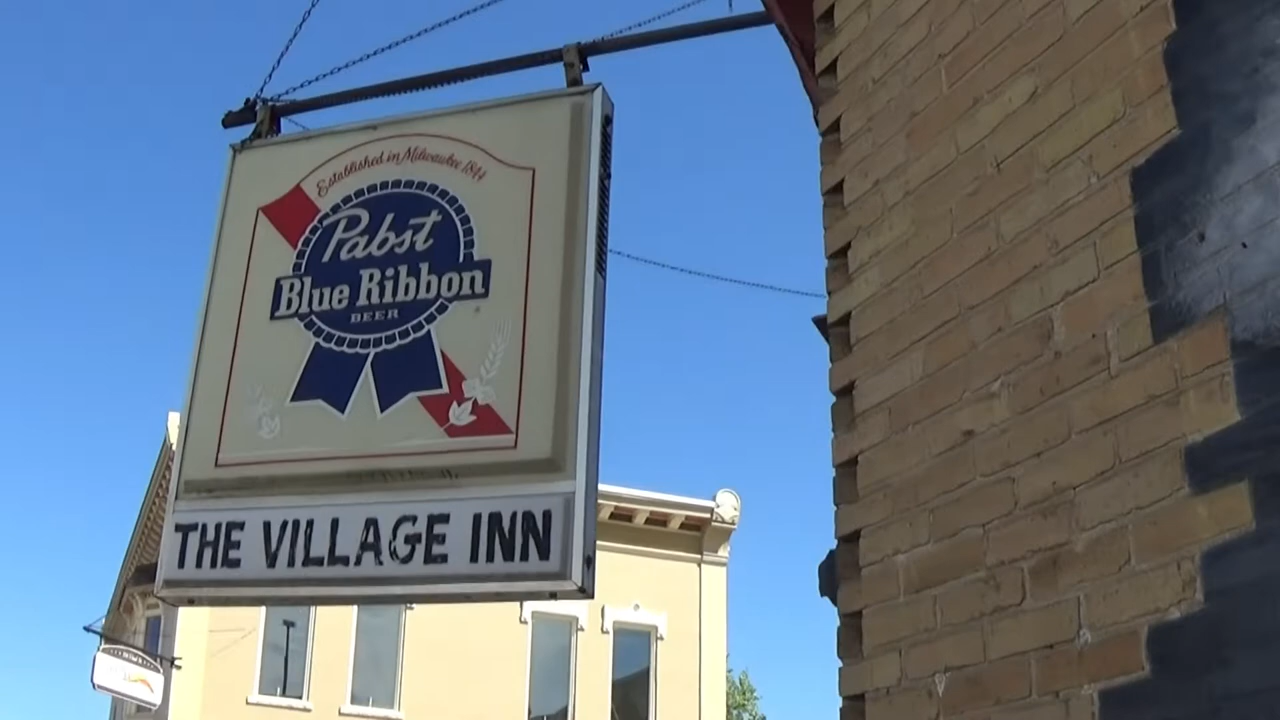 Established in Milwaukee 1844
Pabst
Blue Ribbon
BEER
THE VILLAGE INN